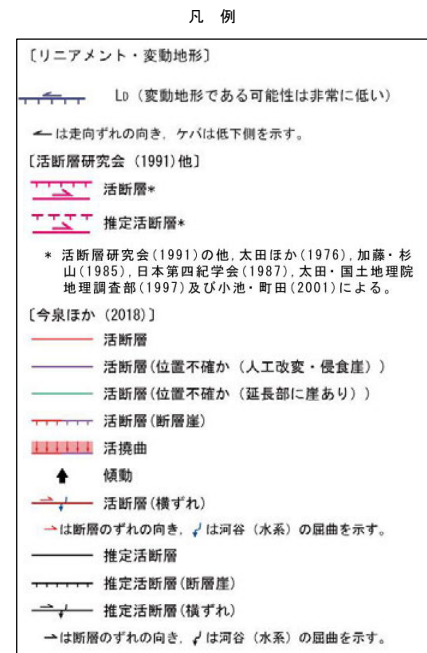 凡 例
〔リニアメント・変動地形〕
LD（変動地形である可能性は非常に低い）
は走向ずれの向き，ケバは低下側を示す。
〔活断層研究会（1991）他〕
活断層*
推定活断層*
* 活断層研究会(1991)の他，太田ほか(1976)，加藤・杉
山(1985)，日本第四紀学会(1987)，太田・国土地理院
地理調査部(1997)及び小池・町田(2001)による。
〔今泉ほか（2018）〕
活断層
活断層(位置不確か（人工改変・侵食崖）)
活断層(位置不確か（延長部に崖あり）)
活断層(断層崖)
活撓曲
傾動
活断層(横ずれ)
は断層のずれの向き，は河谷（水系）の屈曲を示す。
推定活断層
推定活断層(断層崖)
推定活断層(横ずれ)
は断層のずれの向き，は河谷（水系）の屈曲を示す。